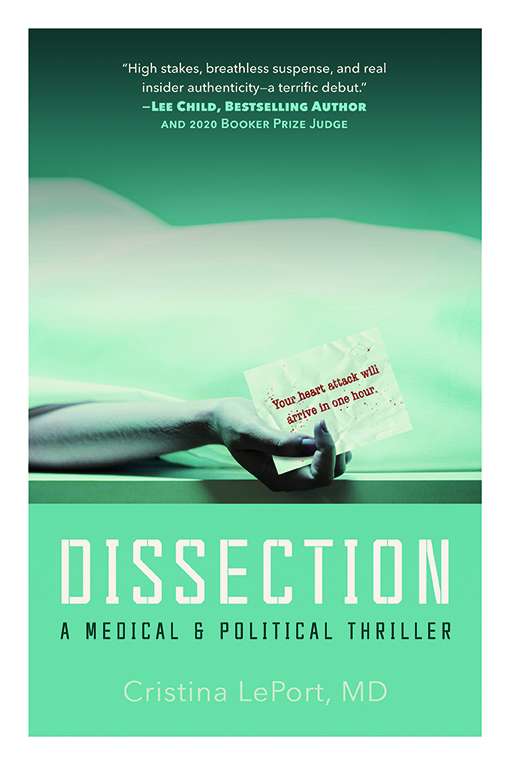 “High stakes, breathless suspense, and real
insider authenticity—a terrific debut.”
—Lee Child, Bestselling Author
and 2020 Booker Prize Judge
Your heart attack will
arrive in one hour.
DISSECTION
A MEDICAL & POLITICAL THRILLER
Cristina LePort, MD